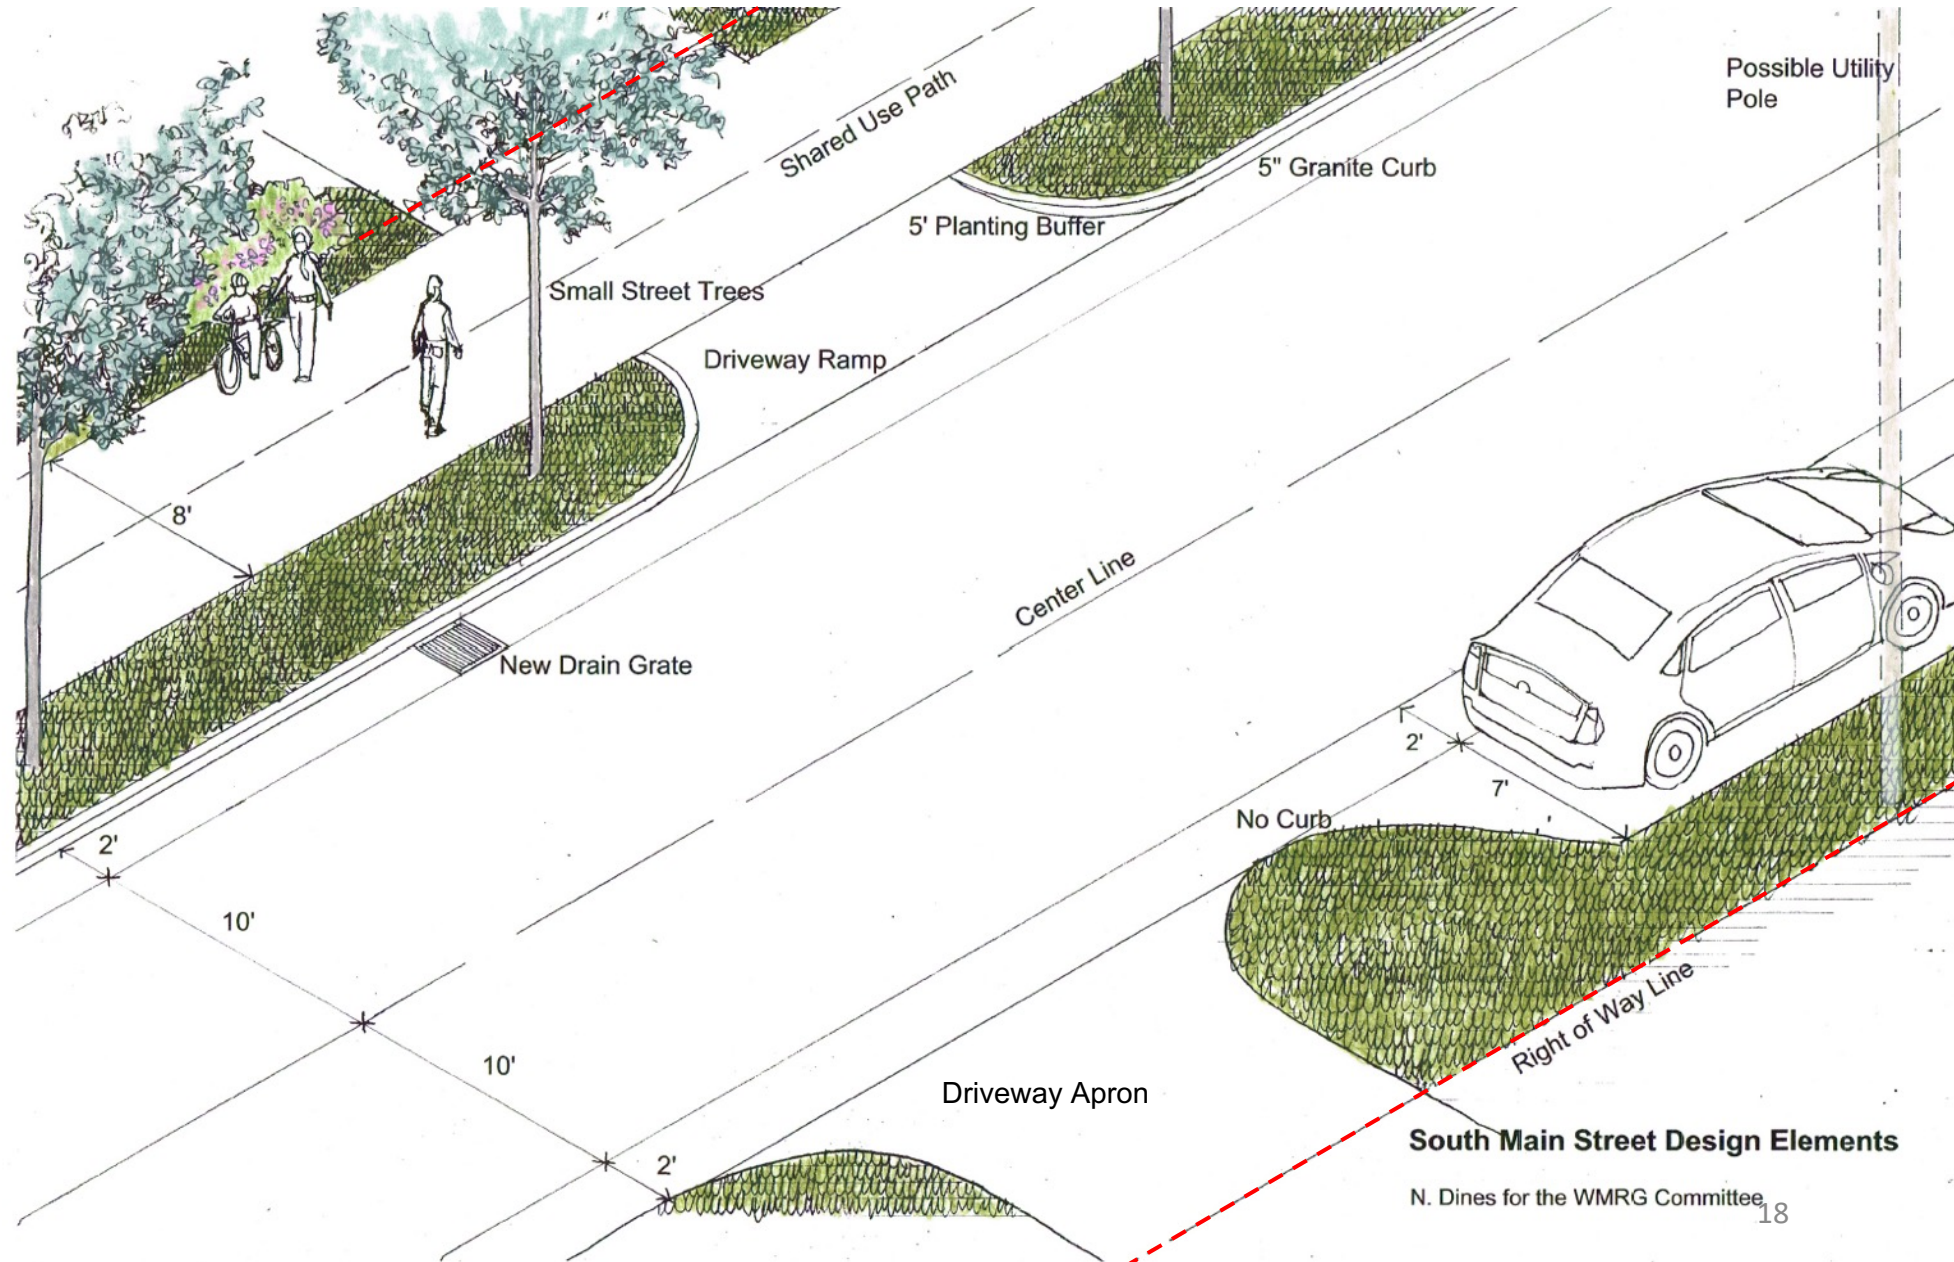 Possible Utility
Pole
Shared Use Path
5" Granite Curb
5' Planting Buffer
Small Street Trees
Driveway Ramp
8'
Center Line
New Drain Grate
2'
7'
No Curb
2'
10'
Right of Way Line
10'
Driveway Apron
2'
South Main Street Design Elements
N. Dines for the WMRG Committee
18